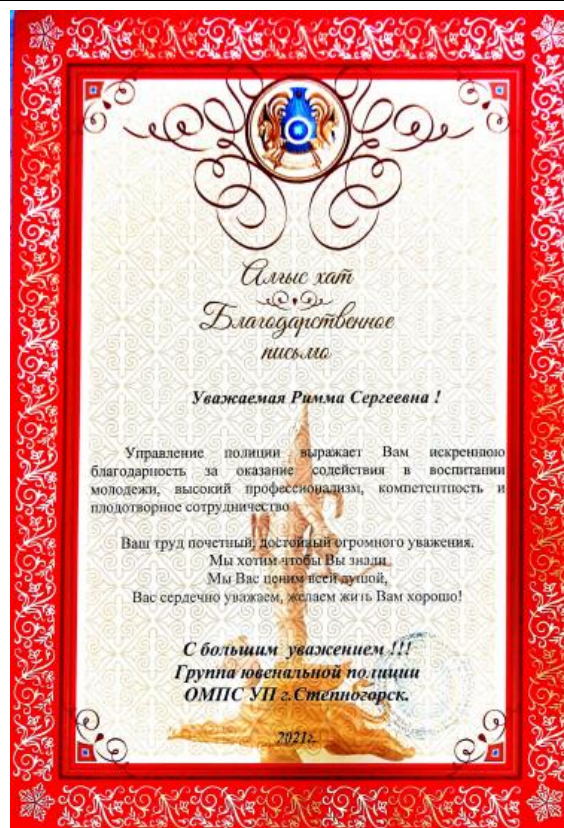 Алғыс хат
Благодарственное
письмо
Уважаемая Римма Сергеевна !
Управление полиции выражает Вам искреннюю
благодарность за оказание содействия в воспитании
молодежи, высокий профессионализм, компетентность и
плодотворное сотрудничество
Ваш труд почетный, достойный огромного уважения.
Мы хотим чтобы Вы знали
Мы Вас ценим всей душой,
Вас сердечно уважаем, желаем жить Вам хорошо!
С большим уважением !!!
Группа ювенальной полиции
ОМПС УП г.Степногорск.
2021г.